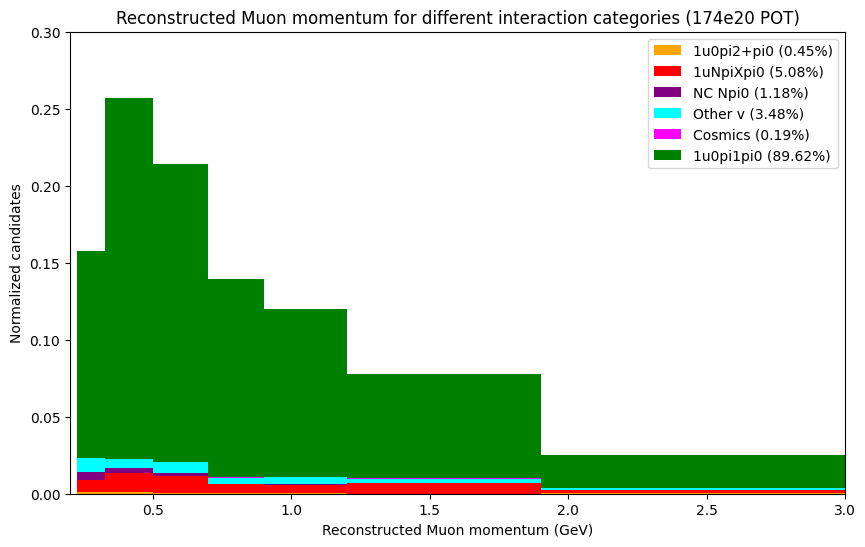 Reconstructed Muon momentum for different interaction categories (174e20 POT)
1u0pi2+pi0 (0.45%)
1uNpiXpi0 (5.08%)
NC Npi0 (1.18%)
Other v (3.48%)
Cosmics (0.19%)
1u0pi1pi0 (89.62%)
Normalized candidates
0.30
0.25
0.20
0.15
0.10
0.05
0.00
0.5
1.0
1.5
2.0
2.5
3.0
Reconstructed Muon momentum (GeV)